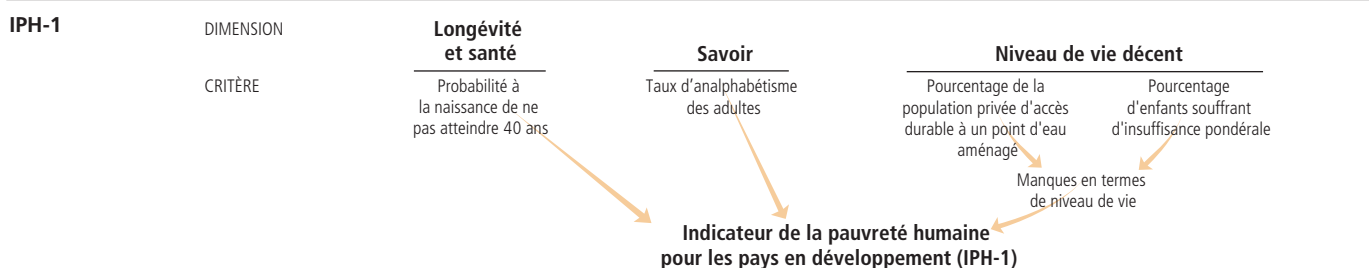 IPH-1
DIMENSION
Longévité
et santé
Savoir
Niveau de vie décent
CRITÈRE
Probabilité à
la naissance de ne
pas atteindre 40 ans
Taux d’analphabétisme
des adultes
Pourcentage de la
population privée d'accès
durable à un point d'eau
aménagé
Pourcentage
d'enfants souffrant
d'insuffisance pondérale
Manques en termes
de niveau de vie
Indicateur de la pauvreté humaine
pour les pays en développement (IPH-1)